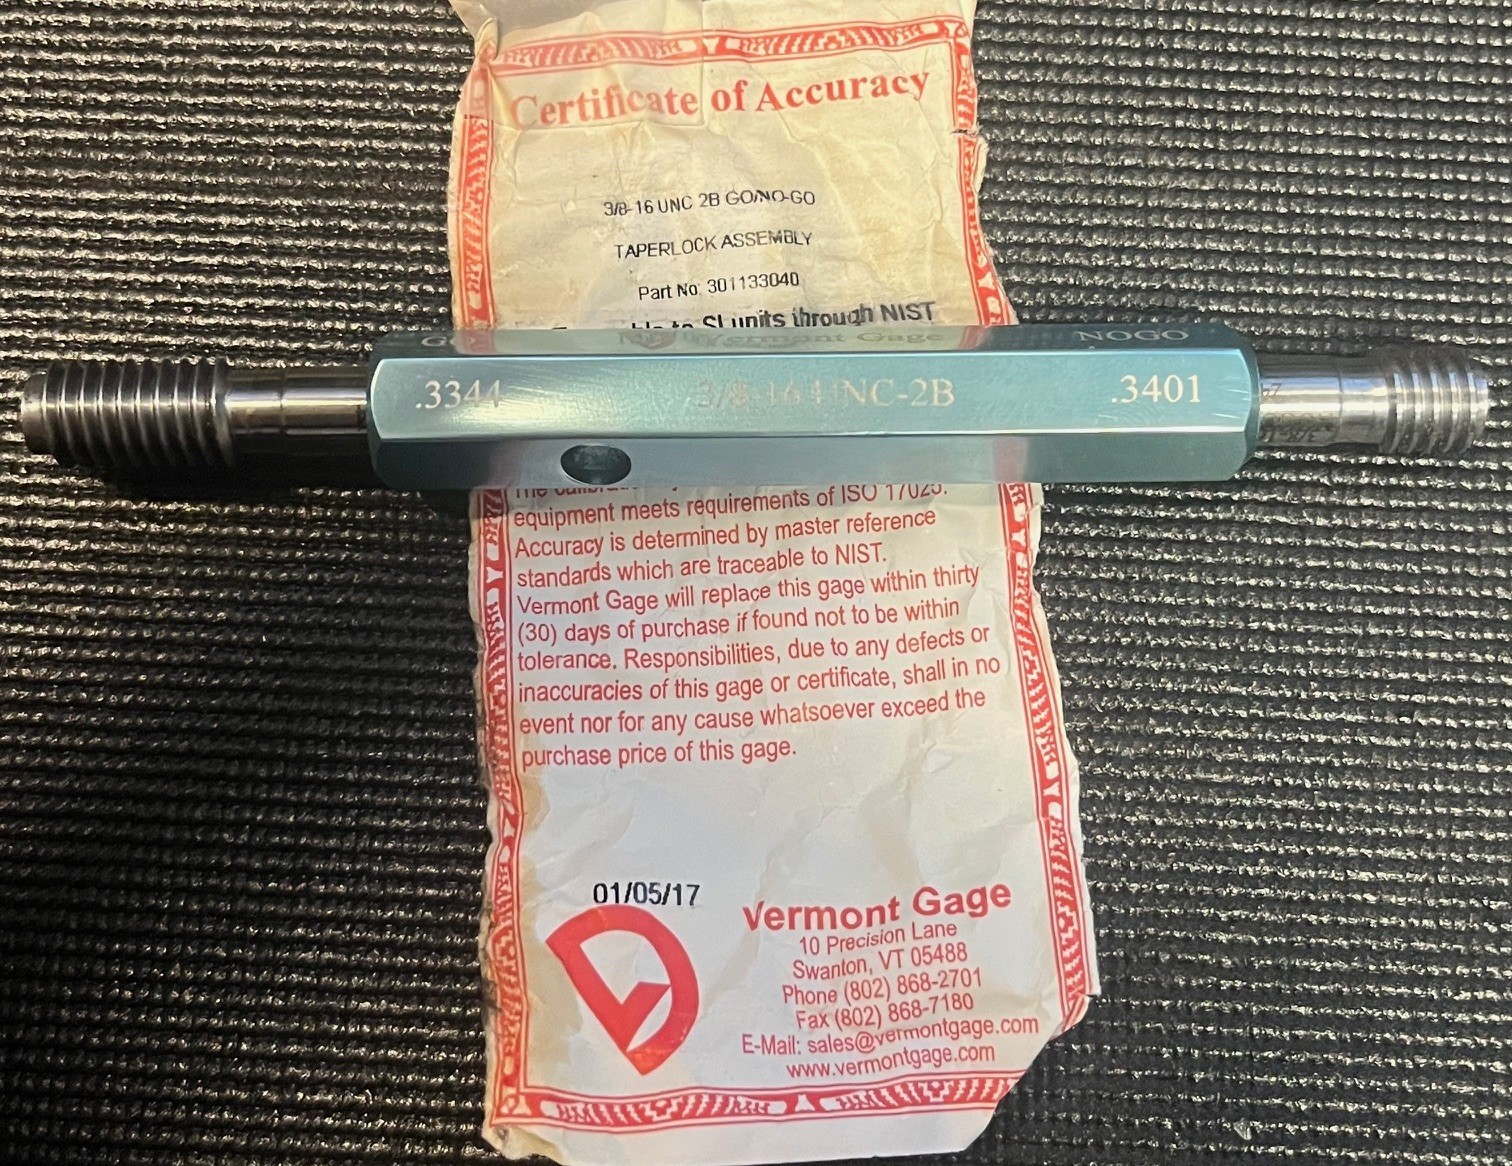 Certificate of Accuracy
3/8-16 UNC 2B GO/NO-GO
TAPERLOCK ASSEMBLY
Part No: 301133040
to SI units through NIST
GO Vermont Gage NOGO
.3344 3/8-16 UNC-2B .3401
The
equipment meets requirements of ISO 17025.
Accuracy is determined by master reference
standards which are traceable to NIST.
Vermont Gage will replace this gage within thirty
(30) days of purchase if found not to be within
tolerance. Responsibilities, due to any defects or
inaccuracies of this gage or certificate, shall in no
event nor for any cause whatsoever exceed the
purchase price of this gage.
01/05/17
Vermont Gage
10 Precision Lane
Swanton, VT 05488
Phone (802) 868-2701
Fax (802) 868-7180
E-Mail: sales@vermontgage.com
www.vermontgage.com